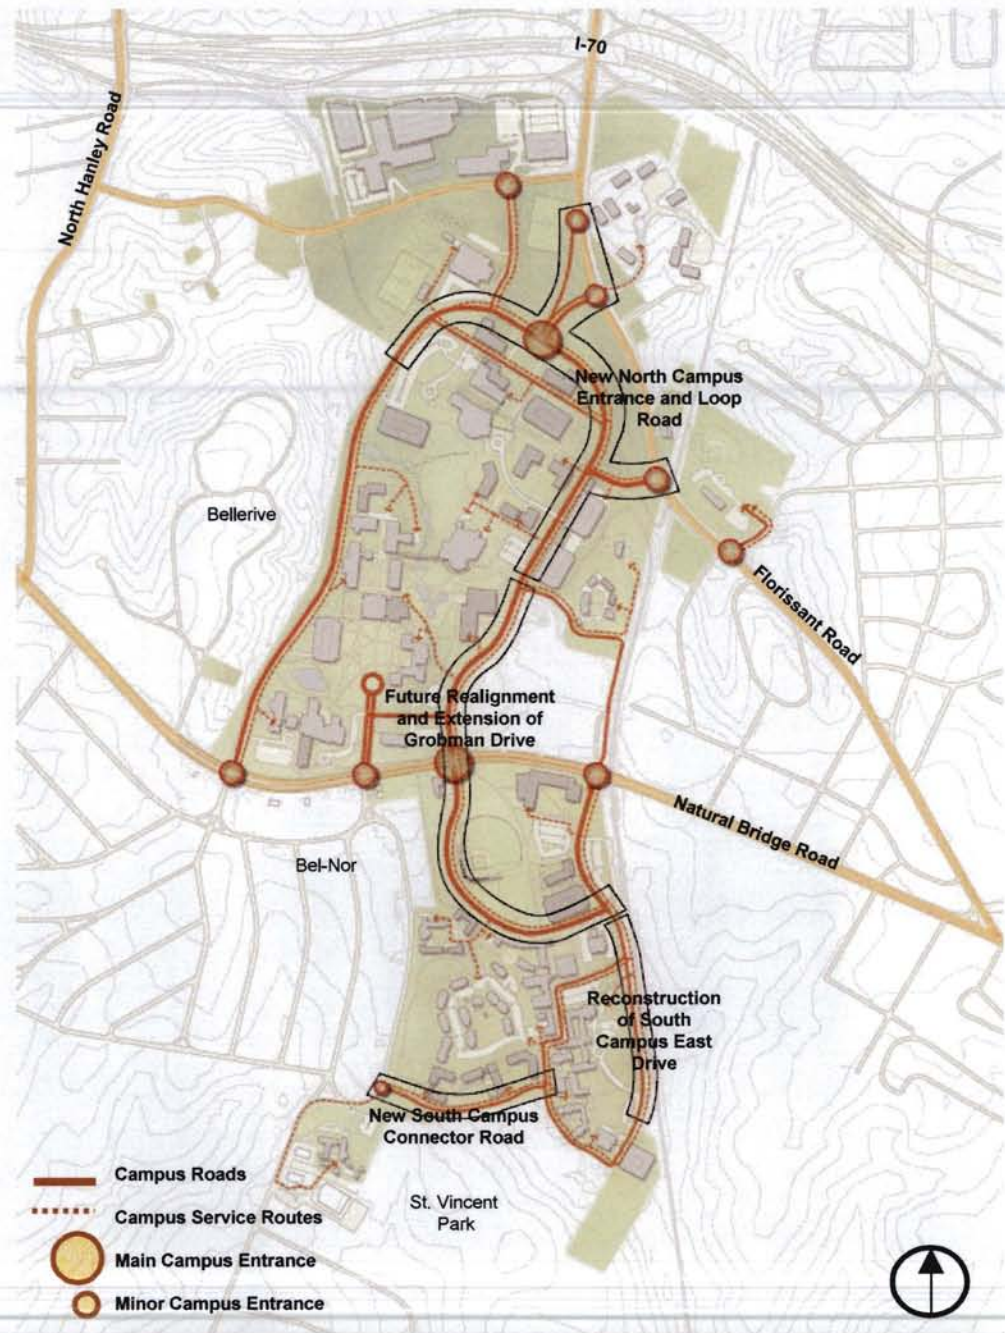 I-70
North Hanley Road
New North Campus
Entrance and Loop
Road
Bellerive
Florissant Road
Future Realignment
and Extension of
Grobman Drive
Natural Bridge Road
Bel-Nor
Reconstruction
of South
Campus East
Drive
New South Campus
Connector Road
St. Vincent
Park
Campus Roads
Campus Service Routes
Main Campus Entrance
Minor Campus Entrance